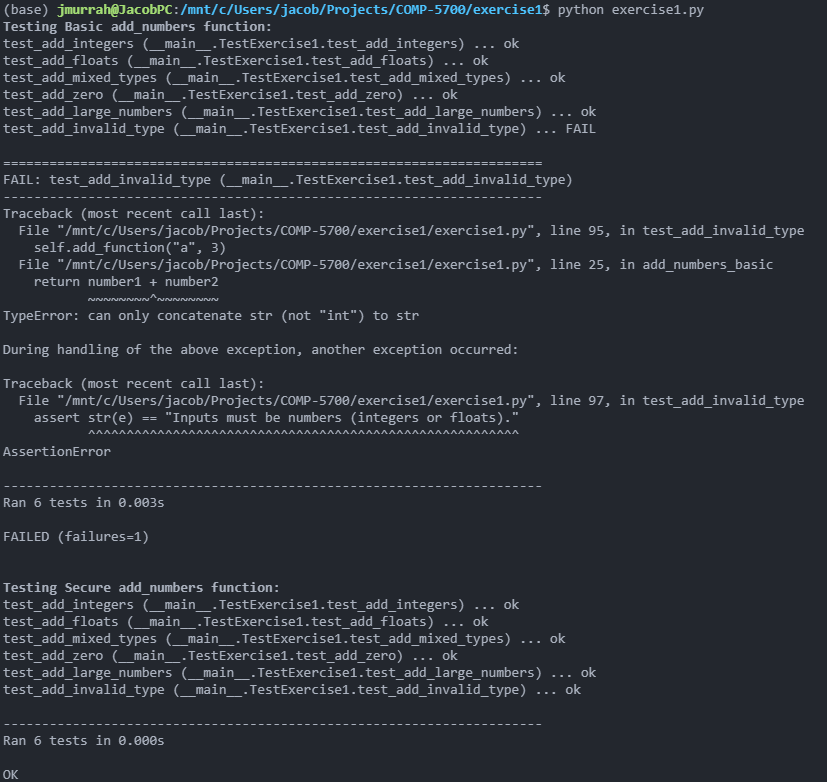 (base) jmurrah@JacobPC:/mnt/c/Users/jacob/Projects/COMP-5700/exercise1$ python exercise1.py
Testing Basic add_numbers function:
test_add_integers (__main__.TestExercise1.test_add_integers) ... ok
test_add_floats (__main__.TestExercise1.test_add_floats) ... ok
test_add_mixed_types (__main__.TestExercise1.test_add_mixed_types) ... ok
test_add_zero (__main__.TestExercise1.test_add_zero) ... ok
test_add_large_numbers (__main__.TestExercise1.test_add_large_numbers) ... ok
test_add_invalid_type (__main__.TestExercise1.test_add_invalid_type) ... FAIL

======================================================================
FAIL: test_add_invalid_type (__main__.TestExercise1.test_add_invalid_type)
----------------------------------------------------------------------
Traceback (most recent call last):
  File "/mnt/c/Users/jacob/Projects/COMP-5700/exercise1/exercise1.py", line 95, in test_add_invalid_type
    self.add_function("a", 3)
  File "/mnt/c/Users/jacob/Projects/COMP-5700/exercise1/exercise1.py", line 25, in add_numbers_basic
    return number1 + number2
           ~~~~~~~~^~~~~~~~~
TypeError: can only concatenate str (not "int") to str

During handling of the above exception, another exception occurred:

Traceback (most recent call last):
  File "/mnt/c/Users/jacob/Projects/COMP-5700/exercise1/exercise1.py", line 97, in test_add_invalid_type
    assert str(e) == "Inputs must be numbers (integers or floats)."
           ^^^^^^^^^^^^^^^^^^^^^^^^^^^^^^^^^^^^^^^^^^^^^^^^^^^^^^^^
AssertionError

----------------------------------------------------------------------
Ran 6 tests in 0.003s

FAILED (failures=1)


Testing Secure add_numbers function:
test_add_integers (__main__.TestExercise1.test_add_integers) ... ok
test_add_floats (__main__.TestExercise1.test_add_floats) ... ok
test_add_mixed_types (__main__.TestExercise1.test_add_mixed_types) ... ok
test_add_zero (__main__.TestExercise1.test_add_zero) ... ok
test_add_large_numbers (__main__.TestExercise1.test_add_large_numbers) ... ok
test_add_invalid_type (__main__.TestExercise1.test_add_invalid_type) ... ok

----------------------------------------------------------------------
Ran 6 tests in 0.000s

OK